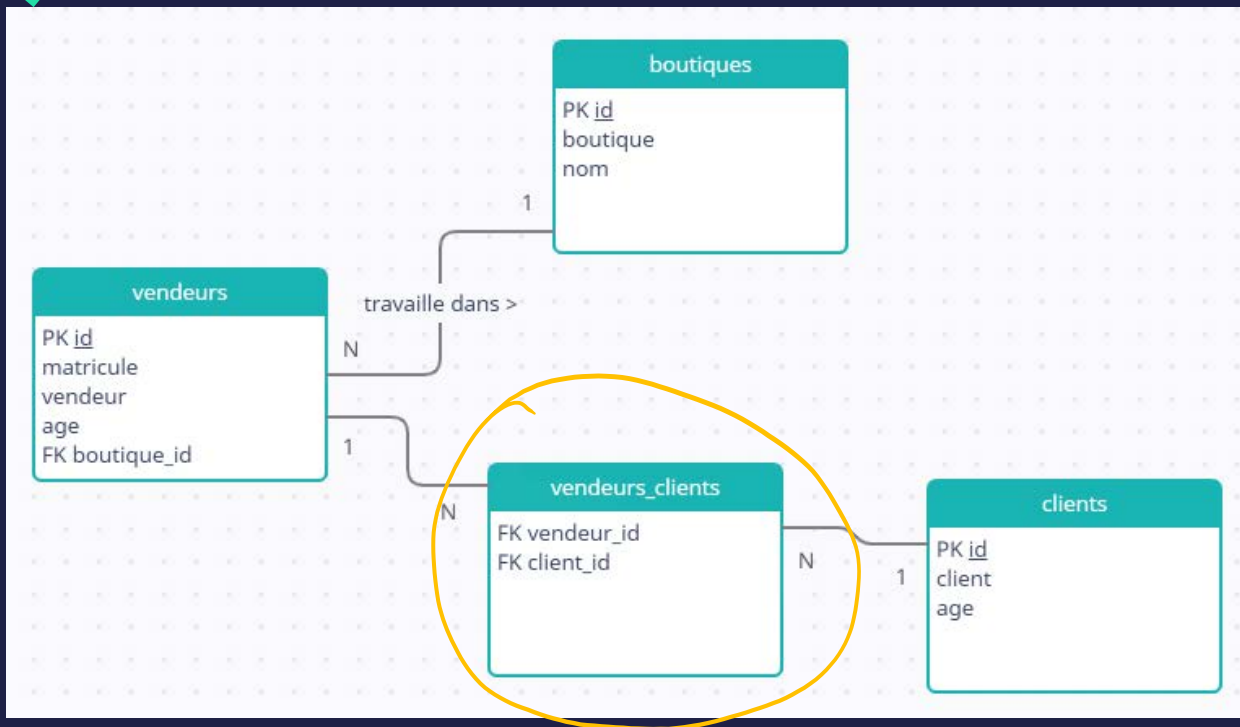 boutiques
PK id
boutique
nom
1
travaille dans >
vendeurs
PK id
matricule
vendeur
age
FK boutique_id
N
1
N
vendeurs_clients
FK vendeur_id
FK client_id
N
1
clients
PK id
client
age